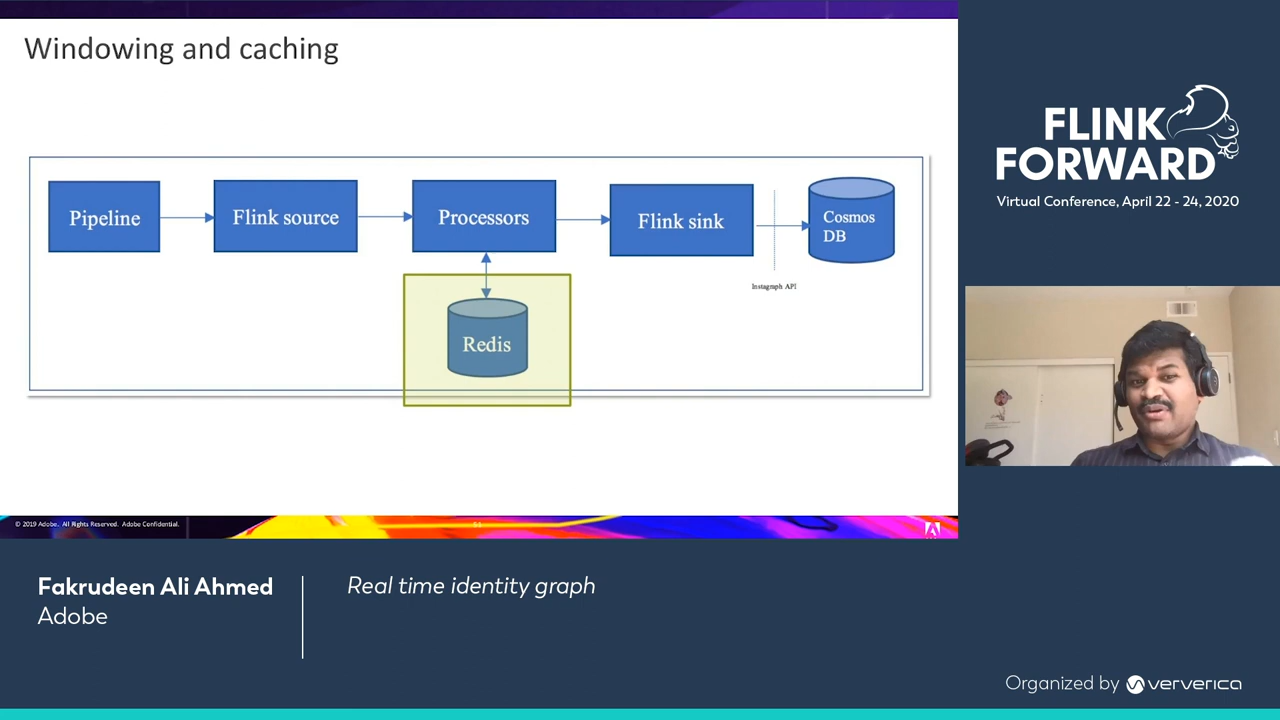 Windowing and caching
Pipeline
Flink source
Processors
Flink sink
Cosmos
DB
Instagraph API
Redis
© 2019 Adobe. All Rights Reserved. Adobe Confidential.
FLINK
FORWARD
Virtual Conference, April 22 - 24, 2020
Fakrudeen Ali Ahmed
Adobe
Real time identity graph
Organized by ververica